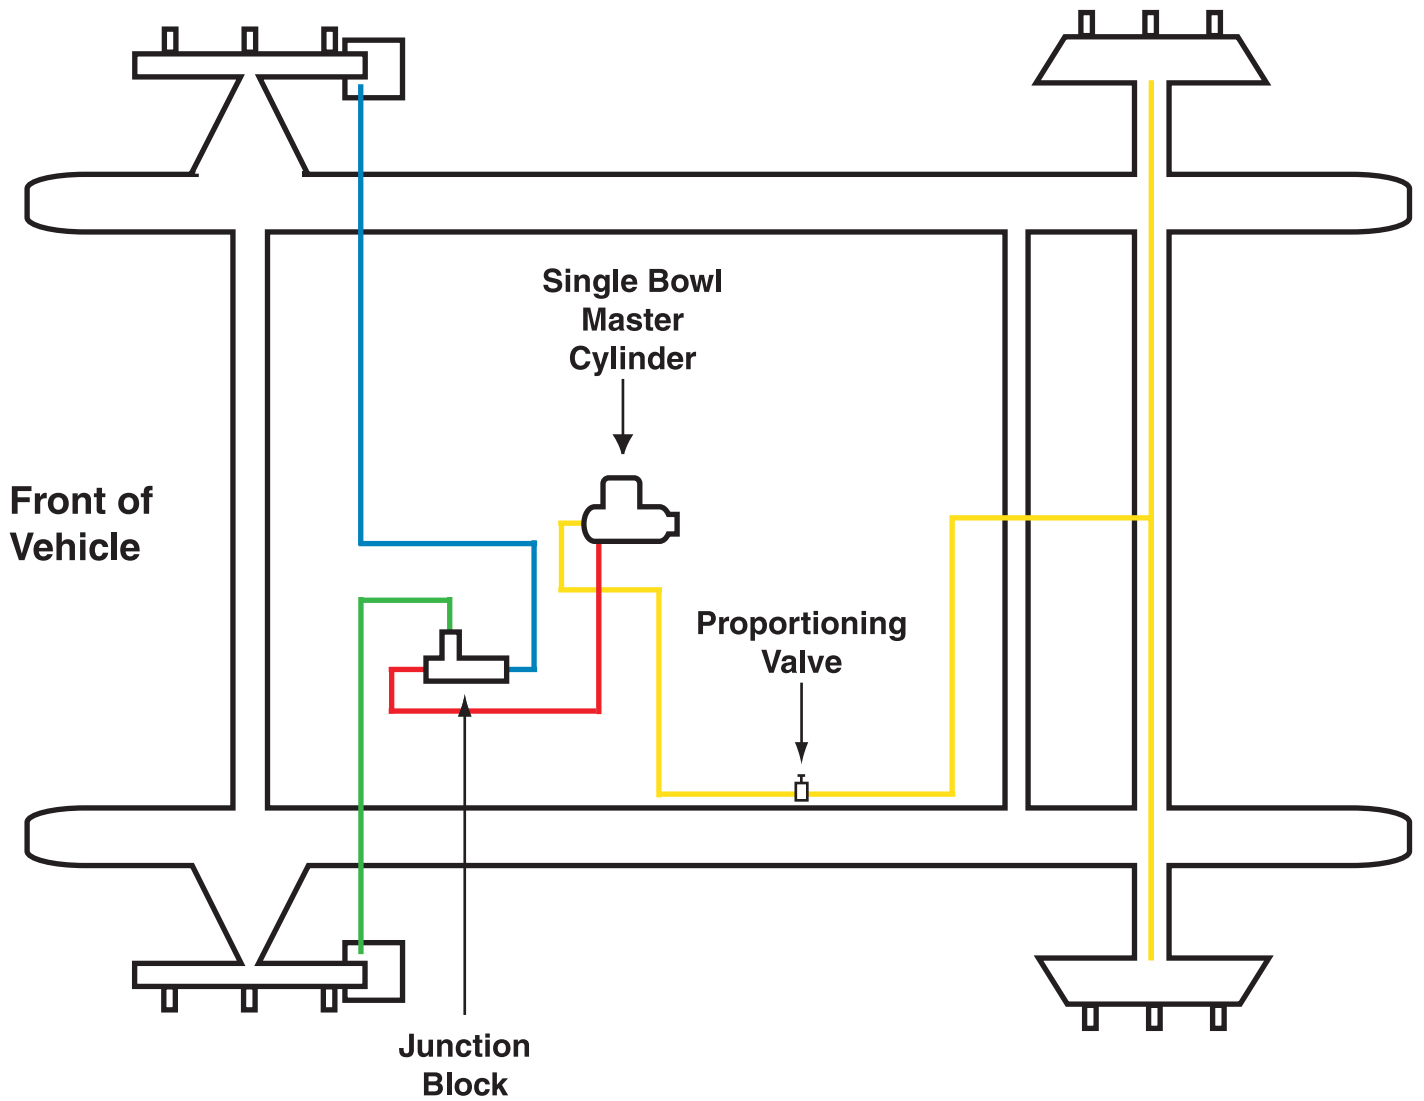 Single Bowl
Master
Cylinder
Front of
Vehicle
Proportioning
Valve
Junction
Block